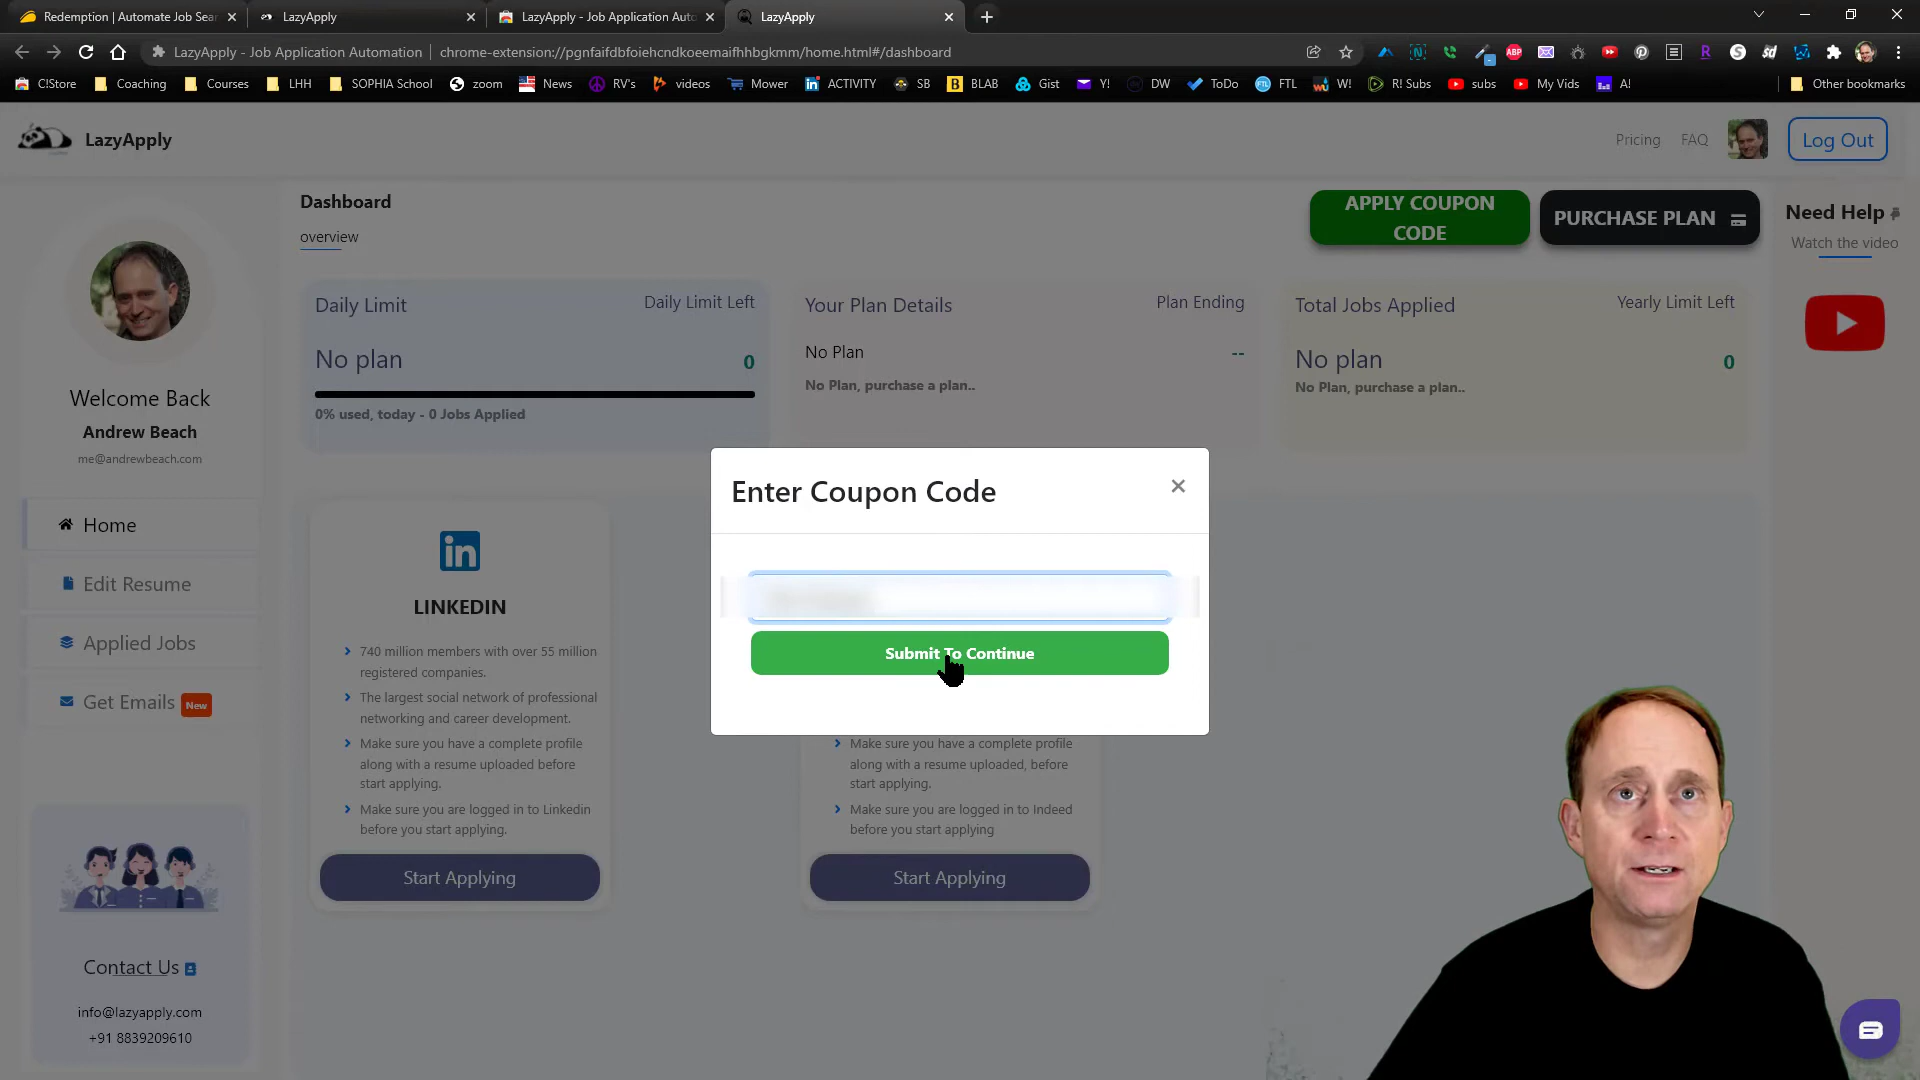 Redemption | Automate Job Sea
LazyApply
LazyApply - Job Application Auto
LazyApply
LazyApply - Job Application Automation
chrome-extension://pgnfaifdbfoiehcndkoeemaifhhbgkmm/home.html#/dashboard
C!Store
Coaching
Courses
LHH
SOPHIA School
zoom
News
RV's
videos
Mower
ACTIVITY
SB
BLAB
Gist
Y!
DW
ToDo
FTL
W!
R! Subs
subs
My Vids
A!
Other bookmarks
LazyApply
Pricing
FAQ
Log Out
Dashboard
overview
APPLY COUPON
CODE
PURCHASE PLAN
Need Help
Watch the video
Daily Limit
Daily Limit Left
No plan
0
0% used, today - 0 Jobs Applied
Your Plan Details
Plan Ending
No Plan
--
No Plan, purchase a plan..
Total Jobs Applied
Yearly Limit Left
No plan
0
No Plan, purchase a plan..
Welcome Back
Andrew Beach
me@andrewbeach.com
Home
Edit Resume
Applied Jobs
Get Emails New
Contact Us
info@lazyapply.com
+91 8839209610
Enter Coupon Code
×
Submit To Continue
LINKEDIN
740 million members with over 55 million
registered companies.
The largest social network of professional
networking and career development.
Make sure you have a complete profile
along with a resume uploaded before
start applying.
Make sure you are logged in to Linkedin
before you start applying.
Start Applying
Make sure you have a complete profile
along with a resume uploaded, before
start applying.
Make sure you are logged in to Indeed
before you start applying
Start Applying